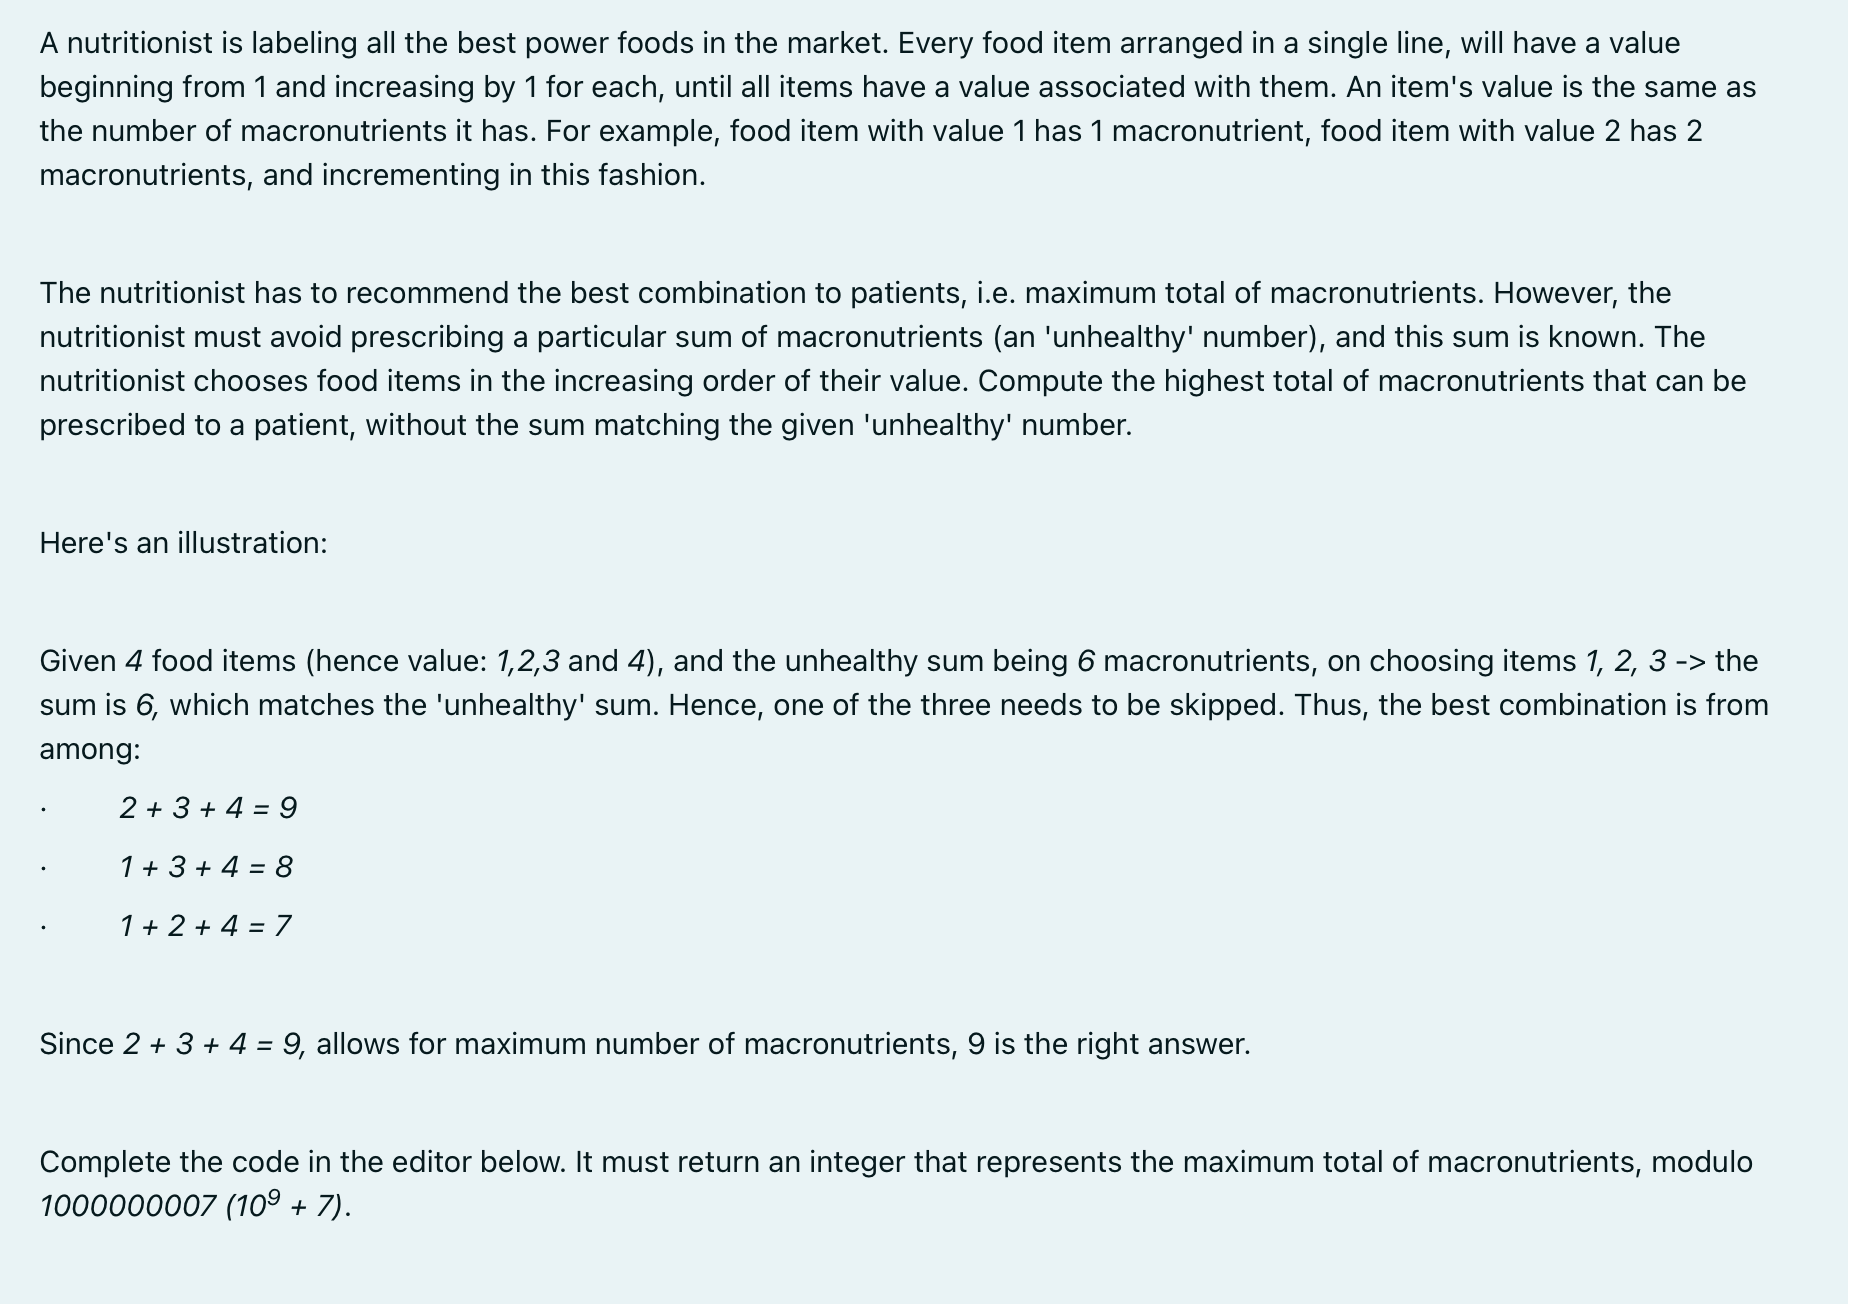 A nutritionist is labeling all the best power foods in the market. Every food item arranged in a single line, will have a value
beginning from 1 and increasing by 1 for each, until all items have a value associated with them. An item's value is the same as
the number of macronutrients it has. For example, food item with value 1 has 1 macronutrient, food item with value 2 has 2
macronutrients, and incrementing in this fashion.
The nutritionist has to recommend the best combination to patients, i.e. maximum total of macronutrients. However, the
nutritionist must avoid prescribing a particular sum of macronutrients (an 'unhealthy' number), and this sum is known. The
nutritionist chooses food items in the increasing order of their value. Compute the highest total of macronutrients that can be
prescribed to a patient, without the sum matching the given 'unhealthy' number.
Here's an illustration:
Given 4 food items (hence value: 1,2,3 and 4), and the unhealthy sum being 6 macronutrients, on choosing items 1, 2, 3 -> the
sum is 6, which matches the 'unhealthy' sum. Hence, one of the three needs to be skipped. Thus, the best combination is from
among:
· 2 + 3 + 4 = 9
· 1 + 3 + 4 = 8
· 1 + 2 + 4 = 7
Since 2 + 3 + 4 = 9, allows for maximum number of macronutrients, 9 is the right answer.
Complete the code in the editor below. It must return an integer that represents the maximum total of macronutrients, modulo
1000000007 (10⁹ + 7).